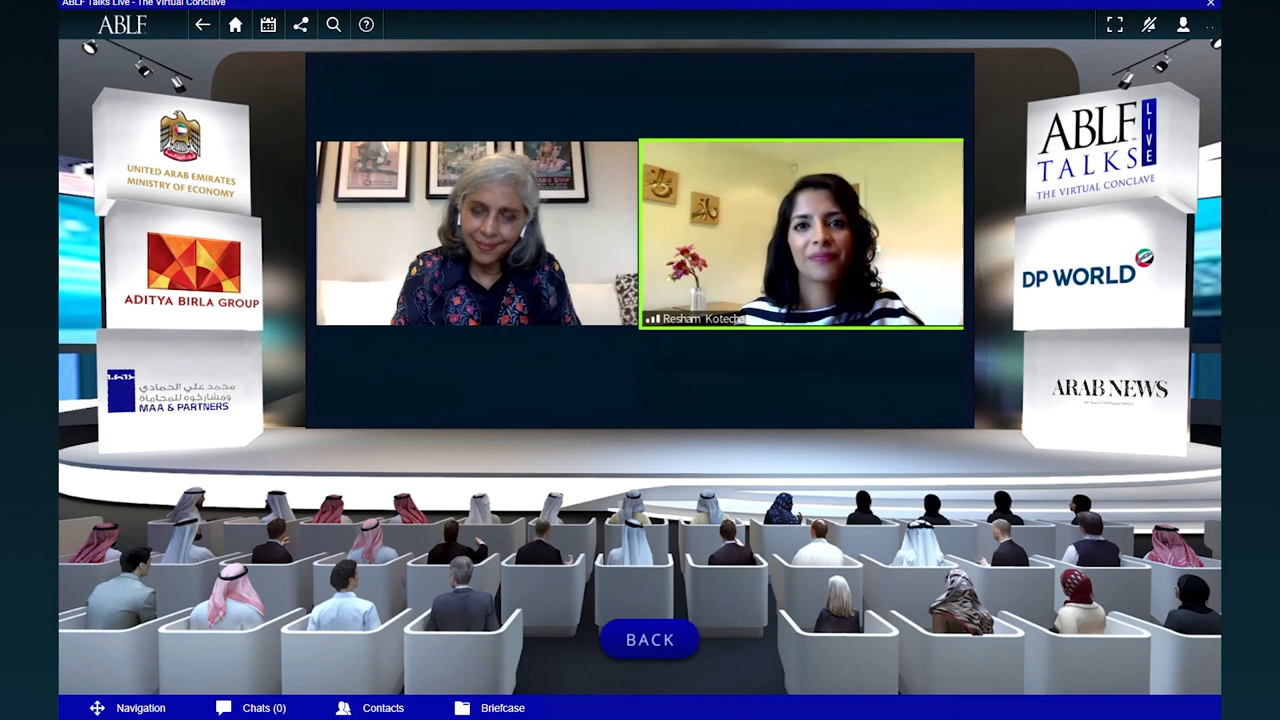 ABLF Talks Live - The Virtual Conclave
ABLF
UNITED ARAB EMIRATES
MINISTRY OF ECONOMY
ADITYA BIRLA GROUP
محمد علي الحمادي
ومشاركوه للمحاماة
MAA & PARTNERS
Resham Kotecha
ABLF
LIVE
TALKS
THE VIRTUAL CONCLAVE
DP WORLD
ARAB NEWS
BACK
Navigation
Chats (0)
Contacts
Briefcase